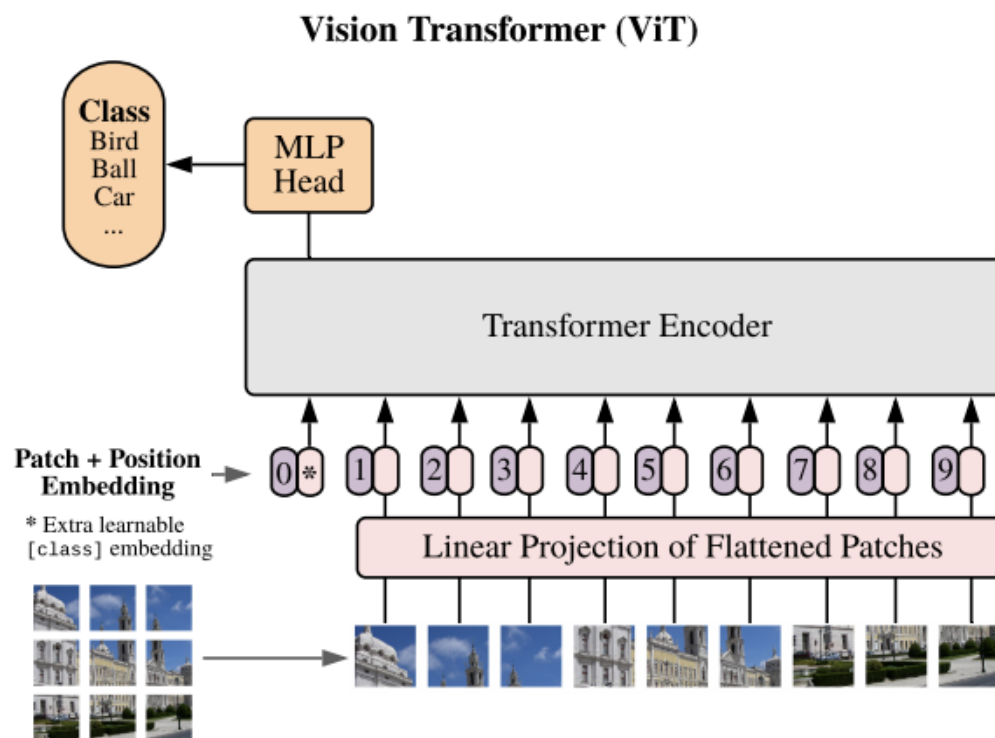 Vision Transformer (ViT)
Class
Bird
Ball
Car
...
MLP
Head
Transformer Encoder
Patch + Position
Embedding
0 * 1 2 3 4 5 6 7 8 9
* Extra learnable
[class] embedding
Linear Projection of Flattened Patches